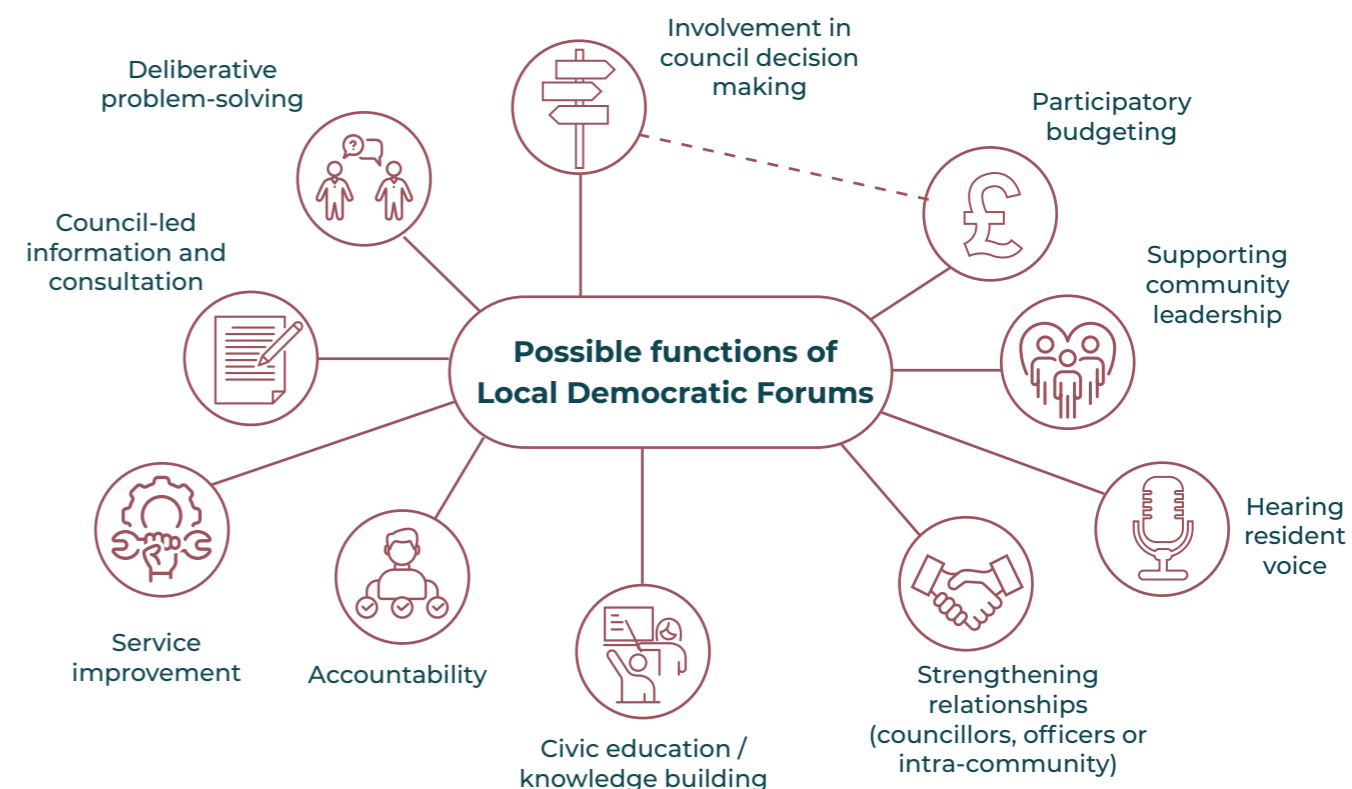 Involvement in
council decision
making
Deliberative
problem-solving
?
Participatory
budgeting
£
Council-led
information and
consultation
Supporting
community
leadership
Possible functions of
Local Democratic Forums
Hearing
resident
voice
Service
improvement
Accountability
Civic education /
knowledge building
Strengthening
relationships
(councillors, officers or
intra-community)